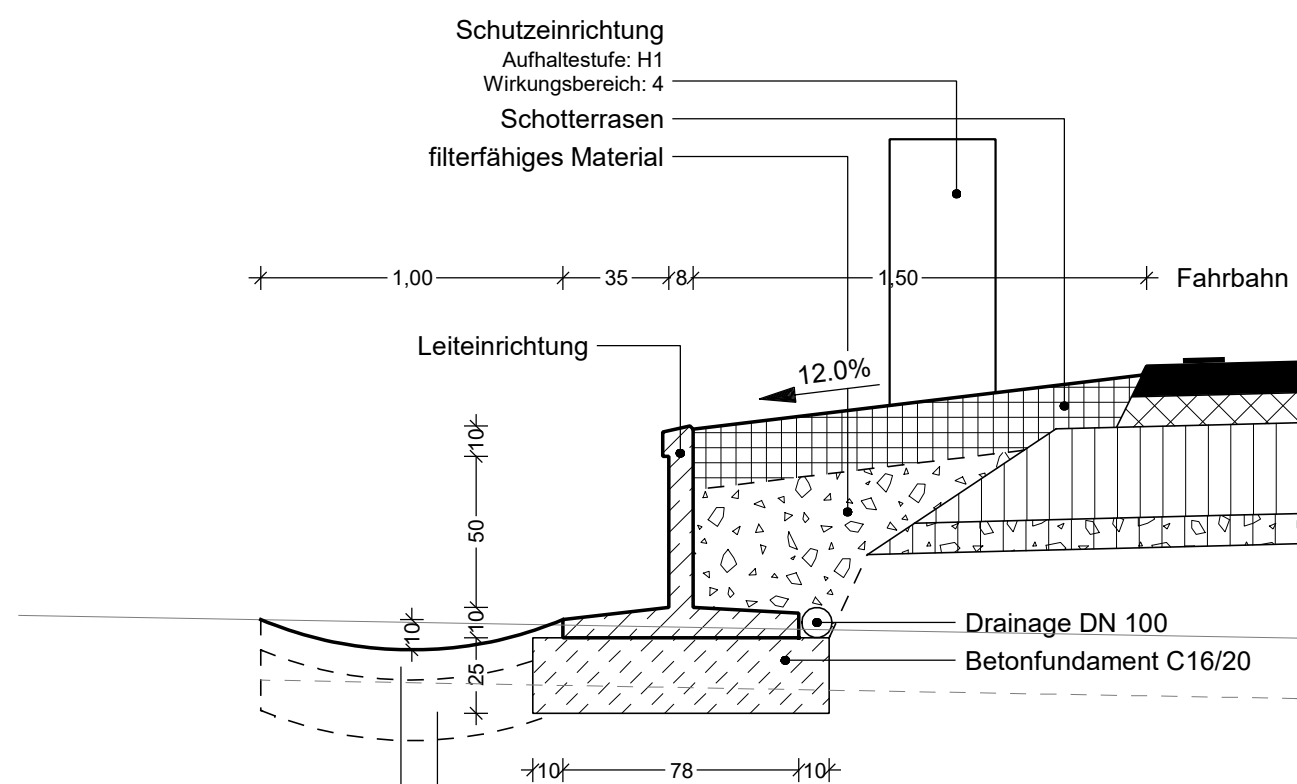 Schutzeinrichtung
Aufhaltestufe: H1
Wirkungsbereich: 4
Schotterrasen
filterfähiges Material
1,00
35
8
1,50
Fahrbahn
Leiteinrichtung
12.0%
10
50
10
10
25
Drainage DN 100
Betonfundament C16/20
10
78
10